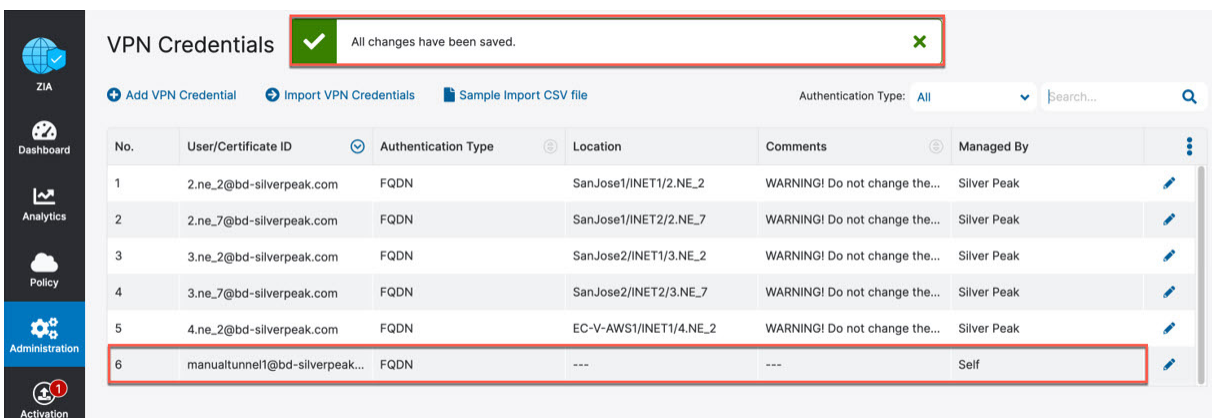 VPN Credentials
All changes have been saved.
ZIA
Add VPN Credential Import VPN Credentials Sample Import CSV file Authentication Type: All Search...
Dashboard
Analytics
Policy
Administration
1
Activation
No. User/Certificate ID Authentication Type Location Comments Managed By
1 2.ne_2@bd-silverpeak.com FQDN SanJose1/INET1/2.NE_2 WARNING! Do not change the... Silver Peak
2 2.ne_7@bd-silverpeak.com FQDN SanJose1/INET2/2.NE_7 WARNING! Do not change the... Silver Peak
3 3.ne_2@bd-silverpeak.com FQDN SanJose2/INET1/3.NE_2 WARNING! Do not change the... Silver Peak
4 3.ne_7@bd-silverpeak.com FQDN SanJose2/INET2/3.NE_7 WARNING! Do not change the... Silver Peak
5 4.ne_2@bd-silverpeak.com FQDN EC-V-AWS1/INET1/4.NE_2 WARNING! Do not change the... Silver Peak
6 manualtunnel1@bd-silverpeak... FQDN --- --- Self